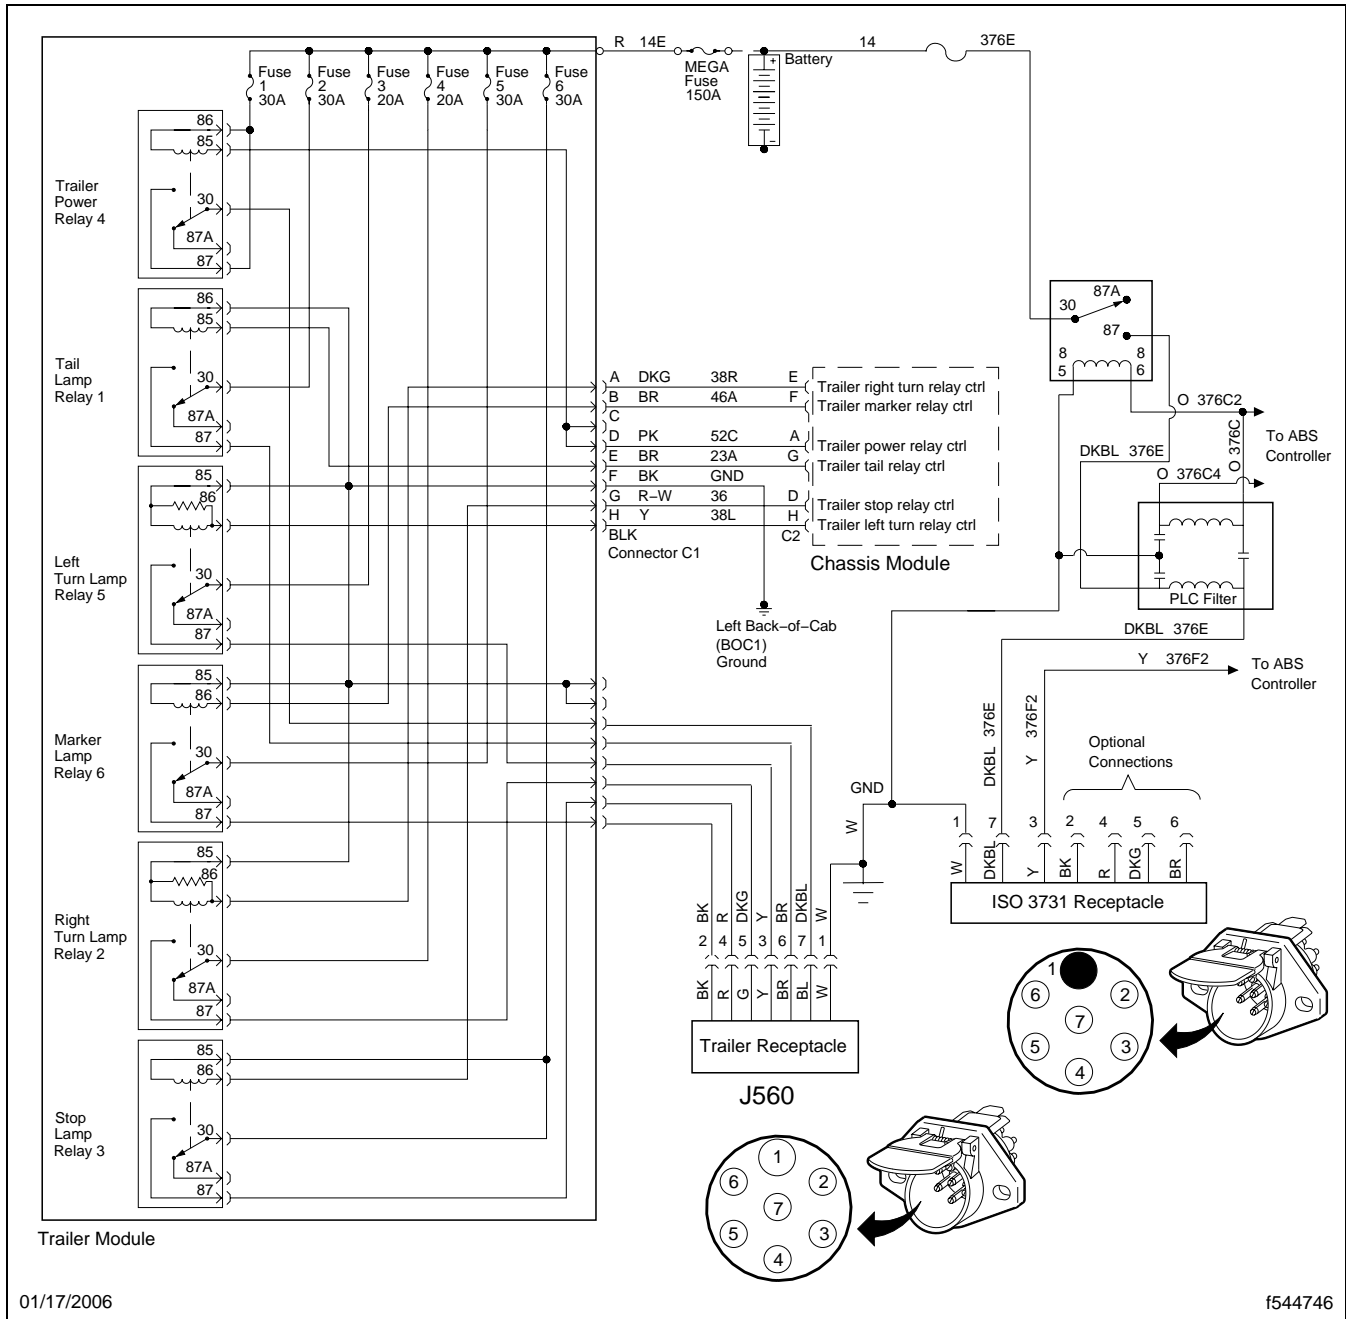 R 14E
MEGA
Fuse
150A
Battery
14
376E
Fuse
1
30A
Fuse
2
30A
Fuse
3
20A
Fuse
4
20A
Fuse
5
30A
Fuse
6
30A
Trailer
Power
Relay 4
86
85
30
87A
87
Tail
Lamp
Relay 1
86
85
30
87A
87
Left
Turn Lamp
Relay 5
85
86
30
87A
87
Marker
Lamp
Relay 6
85
86
30
87A
87
Right
Turn Lamp
Relay 2
85
86
30
87A
87
Stop
Lamp
Relay 3
85
86
30
87A
87
Trailer Module
A DKG 38R E Trailer right turn relay ctrl
B BR 46A F Trailer marker relay ctrl
C
D PK 52C A Trailer power relay ctrl
E BR 23A G Trailer tail relay ctrl
F BK GND
G R–W 36 D Trailer stop relay ctrl
H Y 38L H Trailer left turn relay ctrl
BLK C2
Connector C1
Chassis Module
Left Back–of–Cab
(BOC1)
Ground
87A
30
87
8 8
5 6
O 376C2
To ABS
Controller
O 376C
DKBL 376E
O 376C4
PLC Filter
DKBL 376E
Y 376F2
To ABS
Controller
DKBL 376E
Y 376F2
Optional
Connections
GND
W
1 7 3 2 4 5 6
W DKBL Y BK R DKG BR
ISO 3731 Receptacle
BK R DKG Y BR DKBL W
2 4 5 3 6 7 1
BK R G Y BR BL W
Trailer Receptacle
J560
1
6 2
7
5 3
4
1
6 2
7
5 3
4
01/17/2006
f544746